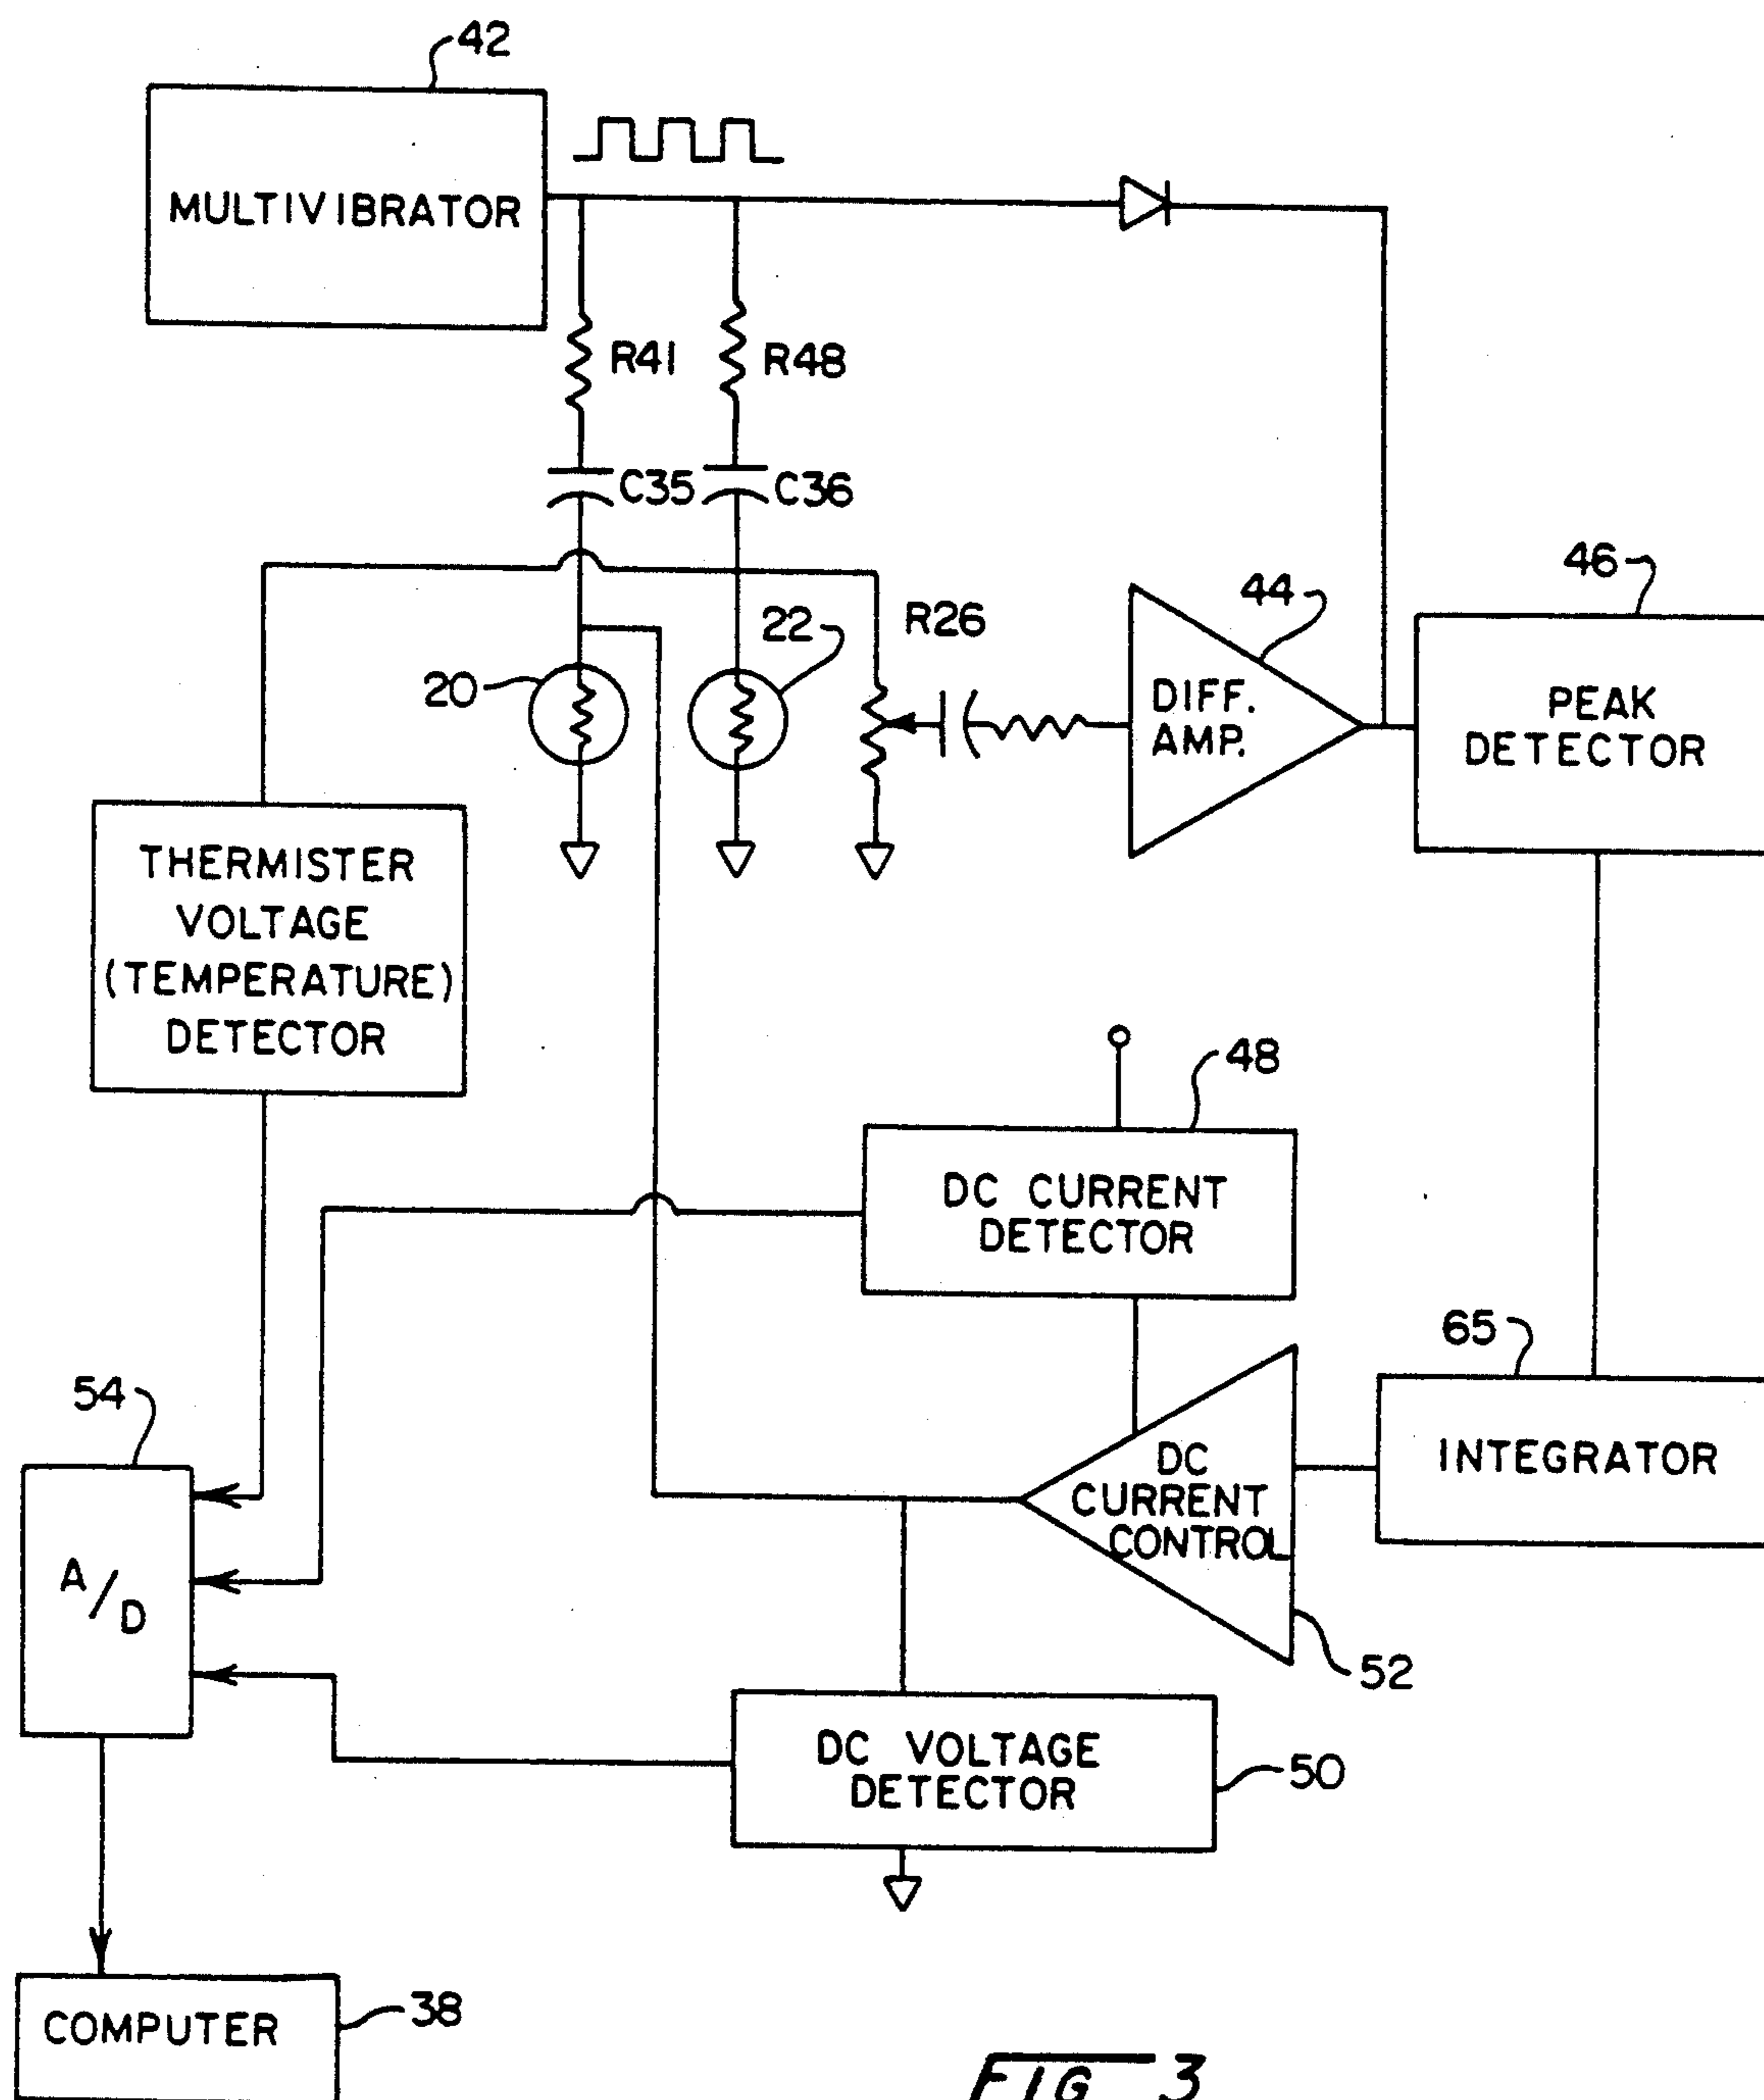 42
MULTIVIBRATOR
R41
R48
C35
C36
46
44
22
R26
20
DIFF.
AMP.
PEAK
DETECTOR
THERMISTER
VOLTAGE
(TEMPERATURE)
DETECTOR
48
DC CURRENT
DETECTOR
65
54
DC
CURRENT
CONTROL
INTEGRATOR
A/D
52
DC VOLTAGE
DETECTOR
50
COMPUTER
38
FIG 3